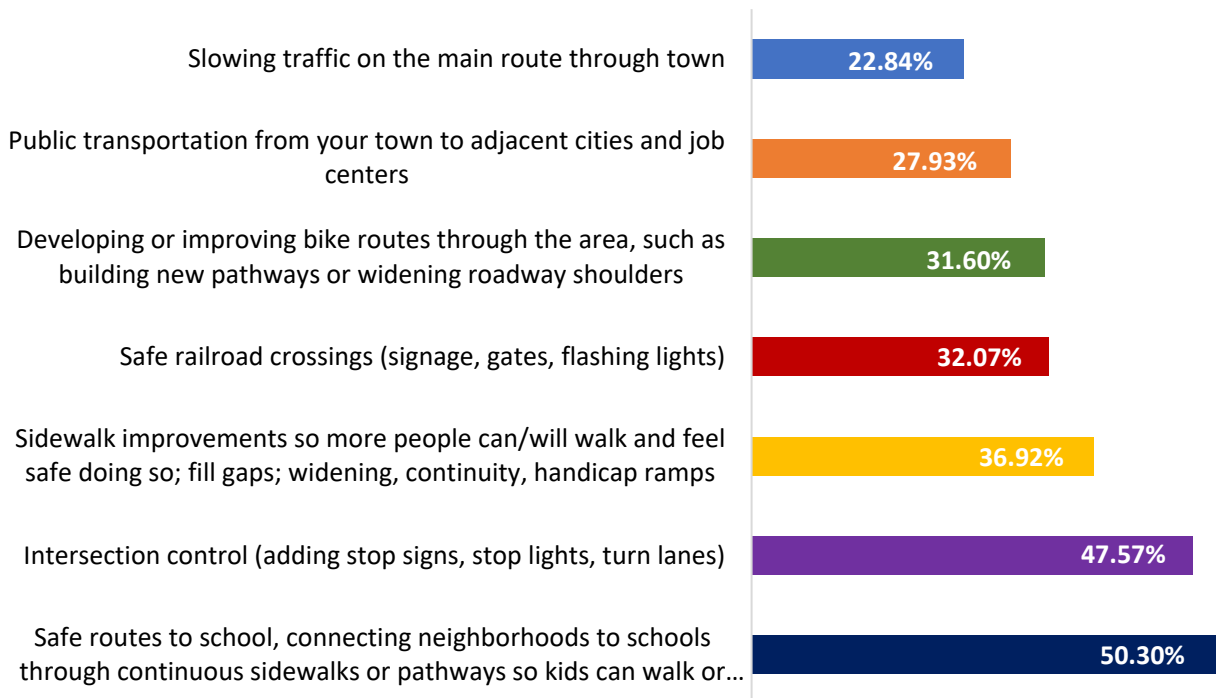 Slowing traffic on the main route through town
22.84%
Public transportation from your town to adjacent cities and job
centers
27.93%
Developing or improving bike routes through the area, such as
building new pathways or widening roadway shoulders
31.60%
Safe railroad crossings (signage, gates, flashing lights)
32.07%
Sidewalk improvements so more people can/will walk and feel
safe doing so; fill gaps; widening, continuity, handicap ramps
36.92%
Intersection control (adding stop signs, stop lights, turn lanes)
47.57%
Safe routes to school, connecting neighborhoods to schools
through continuous sidewalks or pathways so kids can walk or…
50.30%